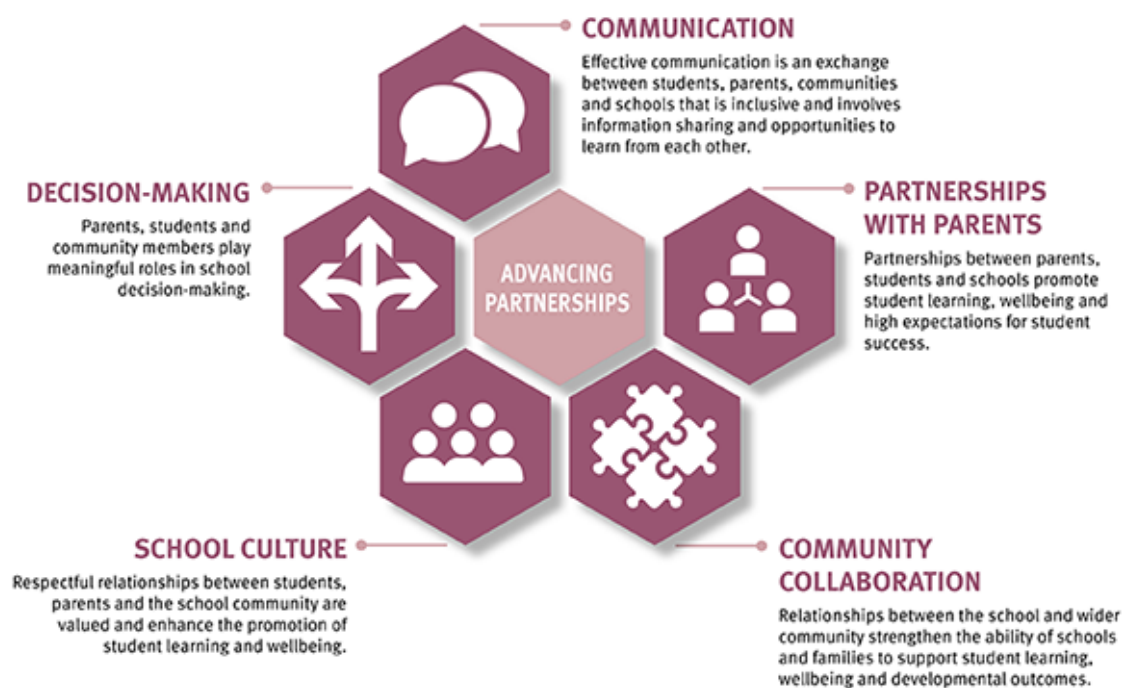 COMMUNICATION
Effective communication is an exchange
between students, parents, communities
and schools that is inclusive and involves
information sharing and opportunities to
learn from each other.
DECISION-MAKING
Parents, students and
community members play
meaningful roles in school
decision-making.
ADVANCING
PARTNERSHIPS
PARTNERSHIPS
WITH PARENTS
Partnerships between parents,
students and schools promote
student learning, wellbeing and
high expectations for student
success.
SCHOOL CULTURE
Respectful relationships between students,
parents and the school community are
valued and enhance the promotion of
student learning and wellbeing.
COMMUNITY
COLLABORATION
Relationships between the school and wider
community strengthen the ability of schools
and families to support student learning,
wellbeing and developmental outcomes.